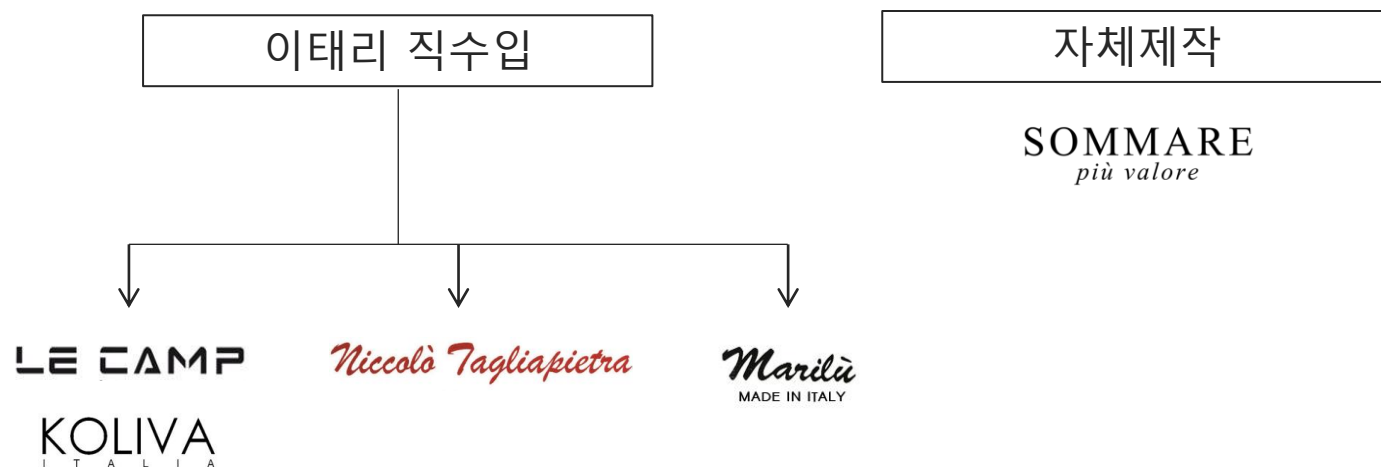 이태리 직수입
자체제작
SOMMARE
più valore
LE CAMP
Niccolò Tagliapietra
Marilù
MADE IN ITALY
KOLIVA
ITALIA